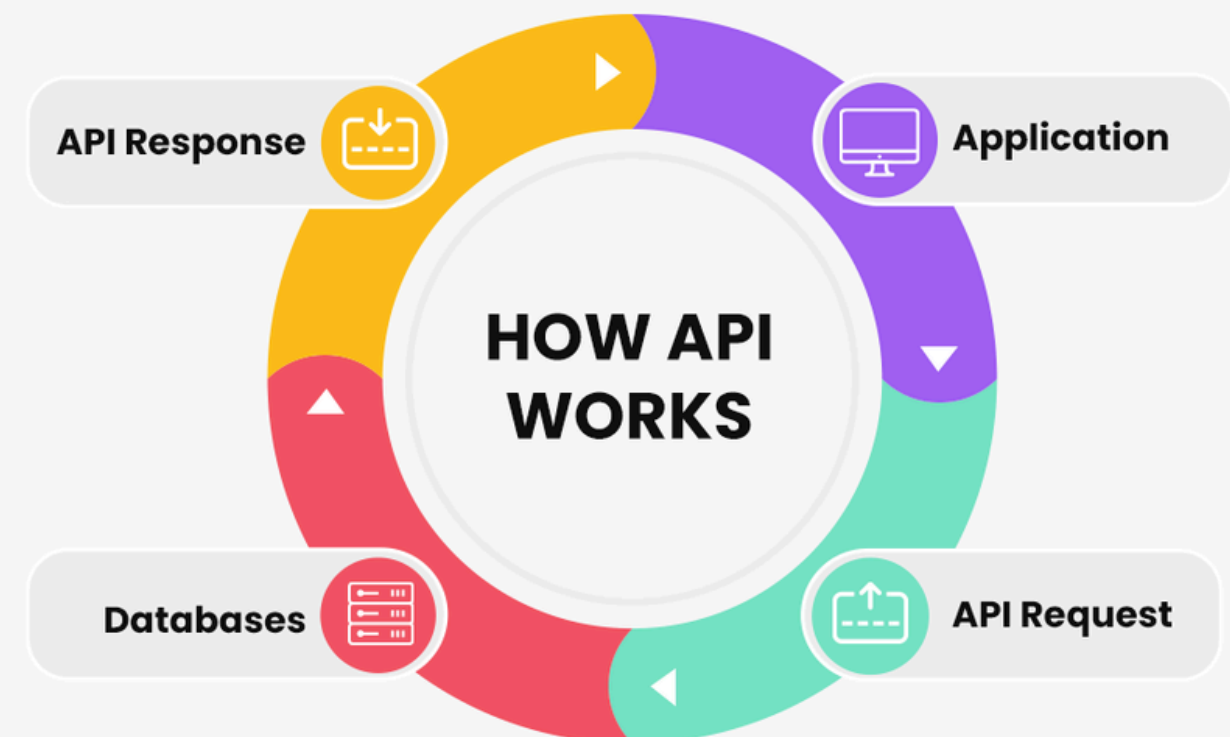 API Response
Application
HOW API
WORKS
Databases
API Request